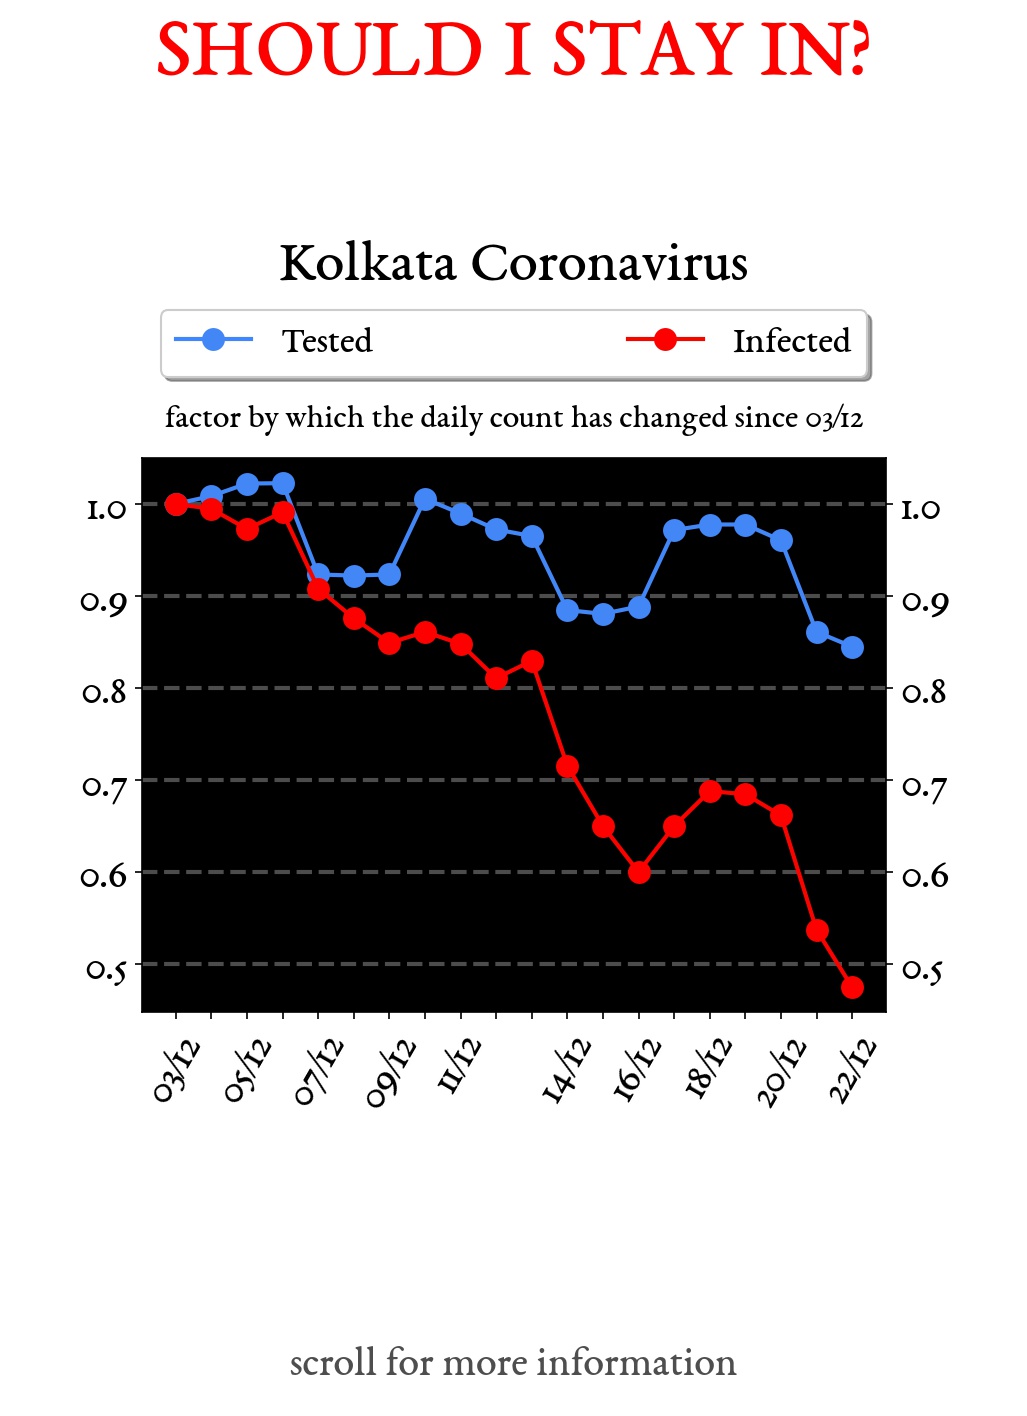 SHOULD I STAY IN?
Kolkata Coronavirus
Tested Infected
factor by which the daily count has changed since 03/12
1.0 1.0
0.9 0.9
0.8 0.8
0.7 0.7
0.6 0.6
0.5 0.5
03/12 05/12 07/12 09/12 11/12 14/12 16/12 18/12 20/12 22/12
scroll for more information